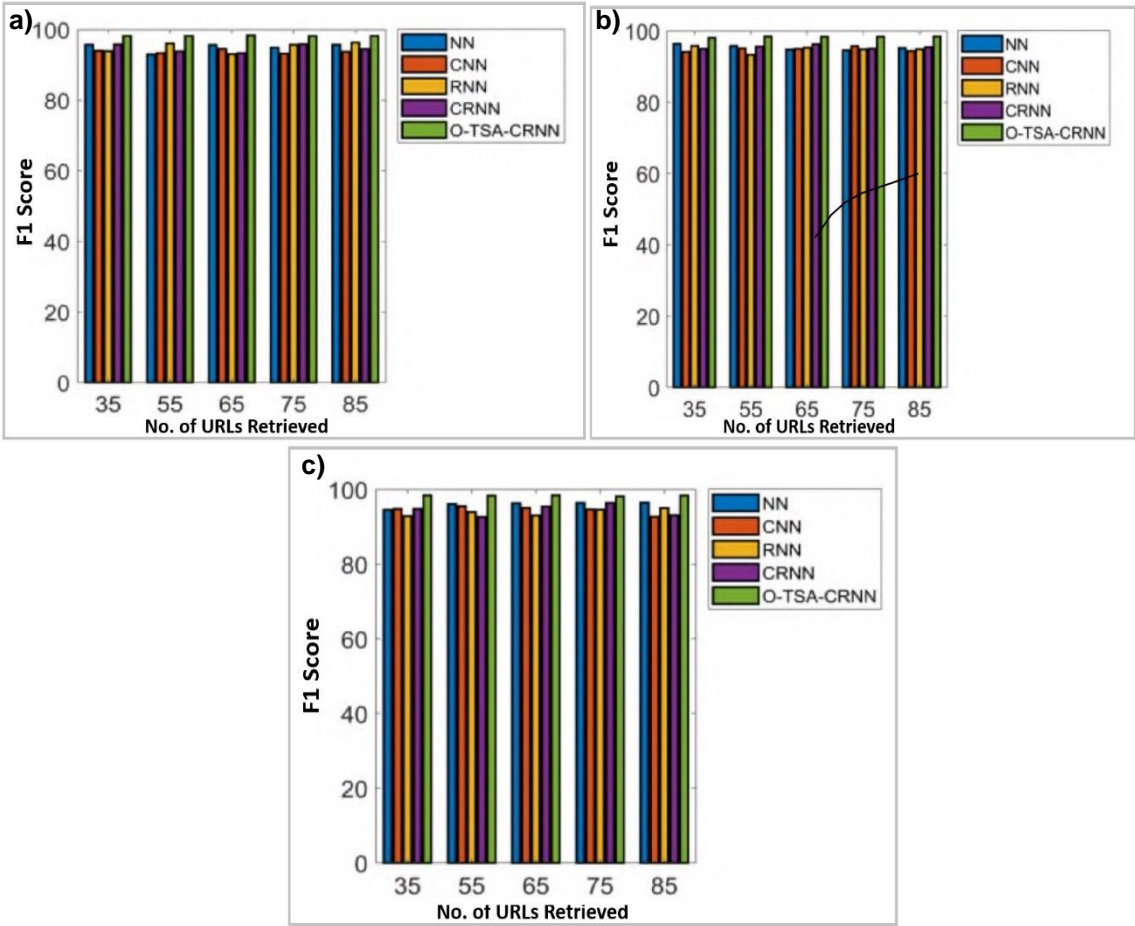 a)
100
80
60
40
20
0
F1 Score
35 55 65 75 85
No. of URLs Retrieved
NN
CNN
RNN
CRNN
O-TSA-CRNN
b)
100
80
60
40
20
0
F1 Score
35 55 65 75 85
No. of URLs Retrieved
NN
CNN
RNN
CRNN
O-TSA-CRNN
c)
100
80
60
40
20
0
F1 Score
35 55 65 75 85
No. of URLs Retrieved
NN
CNN
RNN
CRNN
O-TSA-CRNN